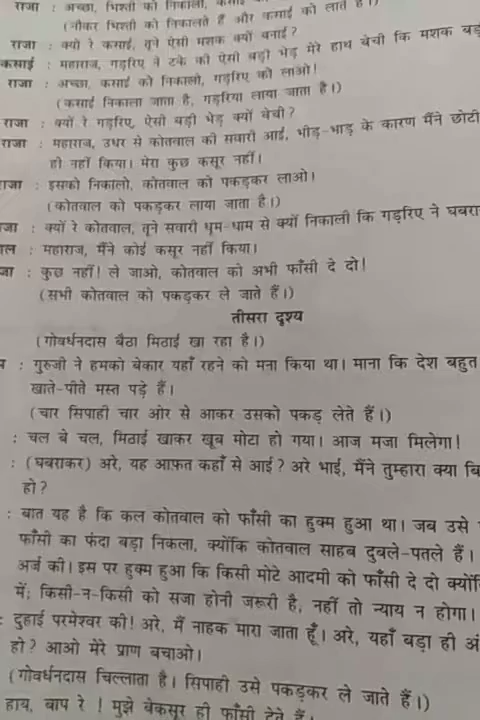 राजा : अच्छा, भिश्ती को निकालो, कसाई
(नौकर भिश्ती को निकालते हैं और कसाई को लाते हैं।)
राजा : क्यों रे कसाई, तूने ऐसी मशक क्यों बनाई?
कसाई : महाराज, गड़रिए ने टके की ऐसी बड़ी भेड़ मेरे हाथ बेची कि मशक बड़
राजा : अच्छा, कसाई को निकालो, गड़रिए को लाओ!
(कसाई निकाला जाता है, गड़रिया लाया जाता है।)
राजा : क्यों रे गड़रिए, ऐसी बड़ी भेड़ क्यों बेची?
राजा : महाराज, उधर से कोतवाल की सवारी आई, भीड़-भाड़ के कारण मैंने छोटी
ही नहीं किया। मेरा कुछ कसूर नहीं।
राजा : इसको निकालो, कोतवाल को पकड़कर लाओ।
(कोतवाल को पकड़कर लाया जाता है।)
जा : क्यों रे कोतवाल, तूने सवारी धूम-धाम से क्यों निकाली कि गड़रिए ने घबरा
ल : महाराज, मैंने कोई कसूर नहीं किया।
जा : कुछ नहीं! ले जाओ, कोतवाल को अभी फाँसी दे दो!
(सभी कोतवाल को पकड़कर ले जाते हैं।)
तीसरा दृश्य
(गोवर्धनदास बैठा मिठाई खा रहा है।)
: गुरुजी ने हमको बेकार यहाँ रहने को मना किया था। माना कि देश बहुत
खाते-पीते मस्त पड़े हैं।
(चार सिपाही चार ओर से आकर उसको पकड़ लेते हैं।)
: चल बे चल, मिठाई खाकर खूब मोटा हो गया। आज मजा मिलेगा!
: (घबराकर) अरे, यह आफ़त कहाँ से आई? अरे भाई, मैंने तुम्हारा क्या बि
हो?
: बात यह है कि कल कोतवाल को फाँसी का हुक्म हुआ था। जब उसे
फाँसी का फंदा बड़ा निकला, क्योंकि कोतवाल साहब दुबले-पतले हैं।
अर्ज की। इस पर हुक्म हुआ कि किसी मोटे आदमी को फाँसी दे दो क्यों
में; किसी-न-किसी को सजा होनी जरूरी है, नहीं तो न्याय न होगा।
: दुहाई परमेश्वर की! अरे, मैं नाहक मारा जाता हूँ। अरे, यहाँ बड़ा ही अं
हो? आओ मेरे प्राण बचाओ।
(गोवर्धनदास चिल्लाता है। सिपाही उसे पकड़कर ले जाते हैं।)
हाय, बाप रे ! मुझे बेकसूर ही फाँसी देते हैं।